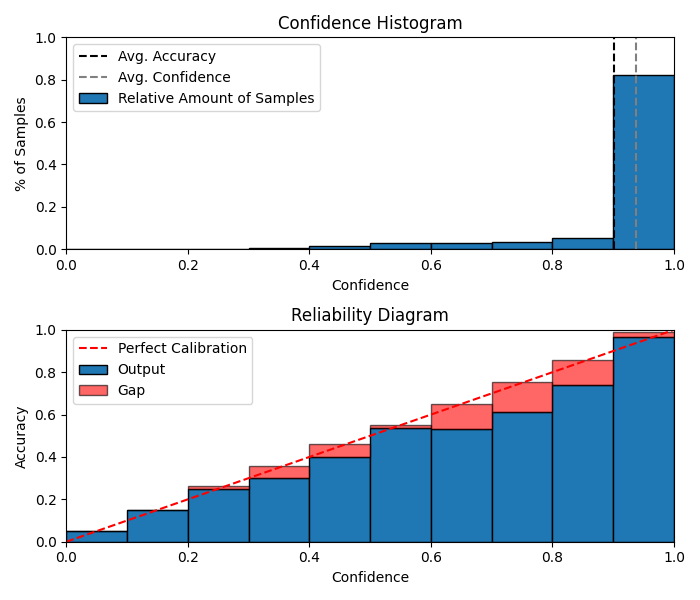 Confidence Histogram
1.0
0.8
0.6
0.4
0.2
0.0
% of Samples
Avg. Accuracy
Avg. Confidence
Relative Amount of Samples
0.0 0.2 0.4 0.6 0.8 1.0
Confidence
Reliability Diagram
1.0
0.8
0.6
0.4
0.2
0.0
Accuracy
Perfect Calibration
Output
Gap
0.0 0.2 0.4 0.6 0.8 1.0
Confidence